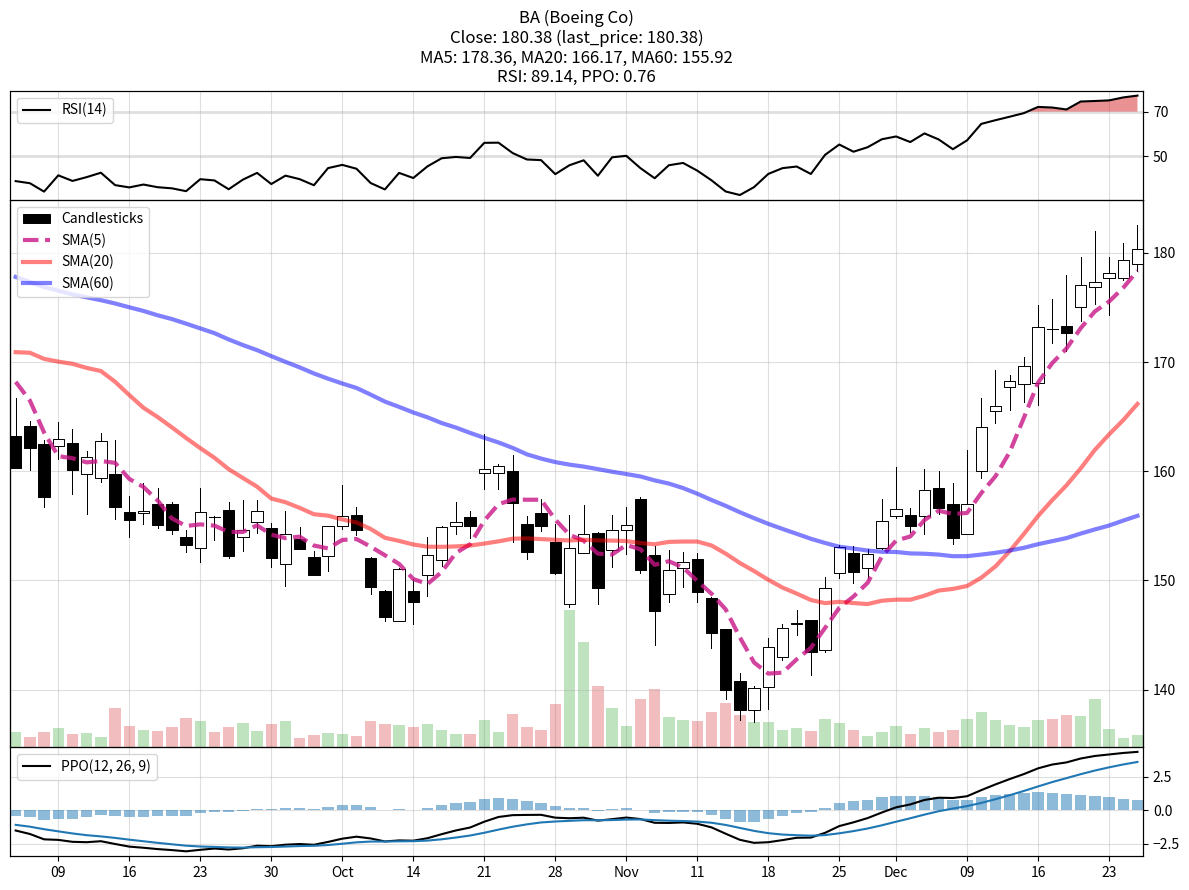 BA (Boeing Co)
Close: 180.38 (last_price: 180.38)
MA5: 178.36, MA20: 166.17, MA60: 155.92
RSI: 89.14, PPO: 0.76
RSI(14)
70
50
Candlesticks
SMA(5)
SMA(20)
SMA(60)
180
170
160
150
140
PPO(12, 26, 9)
2.5
0.0
−2.5
09 16 23 30 Oct 14 21 28 Nov 11 18 25 Dec 09 16 23